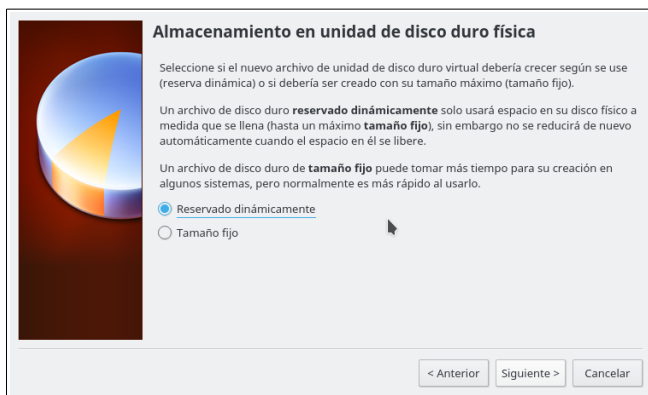 Almacenamiento en unidad de disco duro física
Seleccione si el nuevo archivo de unidad de disco duro virtual debería crecer según se use
(reserva dinámica) o si debería ser creado con su tamaño máximo (tamaño fijo).
Un archivo de disco duro reservado dinámicamente solo usará espacio en su disco físico a
medida que se llena (hasta un máximo tamaño fijo), sin embargo no se reducirá de nuevo
automáticamente cuando el espacio en él se libere.
Un archivo de disco duro de tamaño fijo puede tomar más tiempo para su creación en
algunos sistemas, pero normalmente es más rápido al usarlo.
Reservado dinámicamente
Tamaño fijo
< Anterior Siguiente > Cancelar